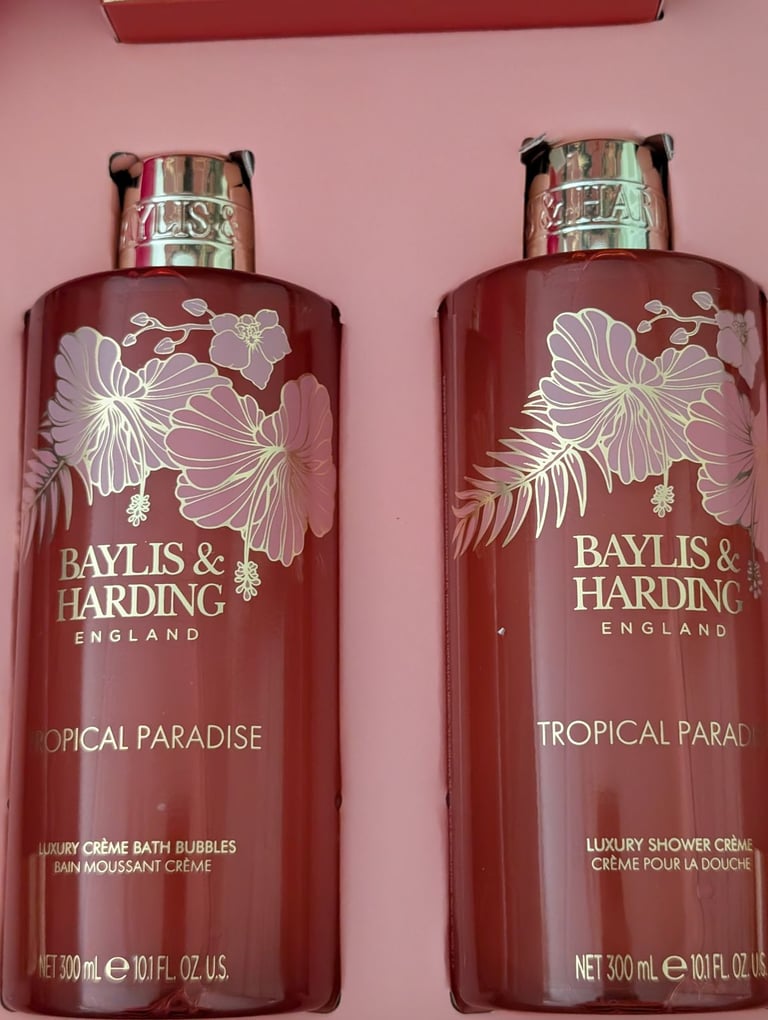 AYLIS &
BAYLIS &
HARDING
ENGLAND
TROPICAL PARADISE
LUXURY CRÈME BATH BUBBLES
BAIN MOUSSANT CRÈME
NET 300 mL e 10.1 FL. OZ. U.S.
& HAR
BAYLIS &
HARDING
ENGLAND
TROPICAL PARAD
LUXURY SHOWER CRÈME
CRÈME POUR LA DOUCHE
NET 300 mL e 10.1 FL. OZ. U.S.